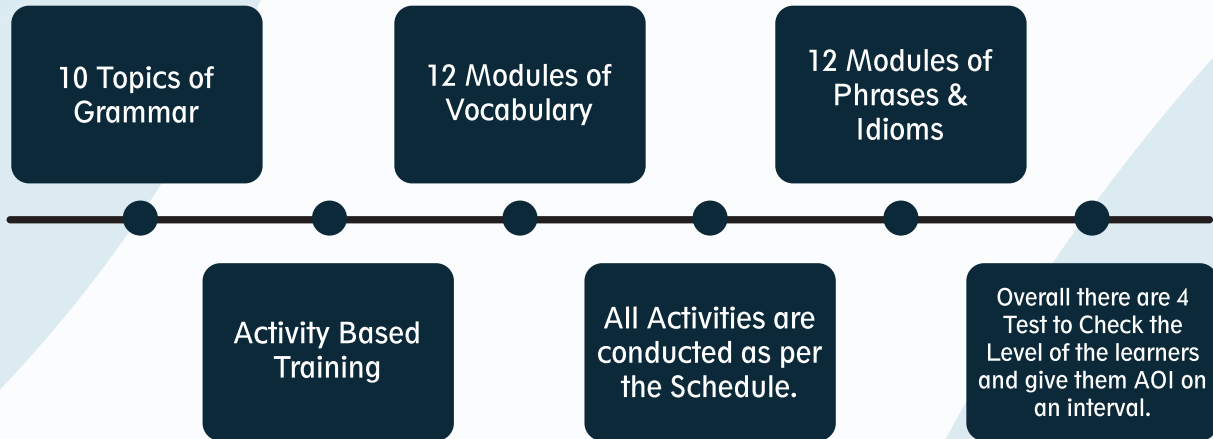 10 Topics of
Grammar
Activity Based
Training
12 Modules of
Vocabulary
All Activities are
conducted as per
the Schedule.
12 Modules of
Phrases &
Idioms
Overall there are 4
Test to Check the
Level of the learners
and give them AOI on
an interval.